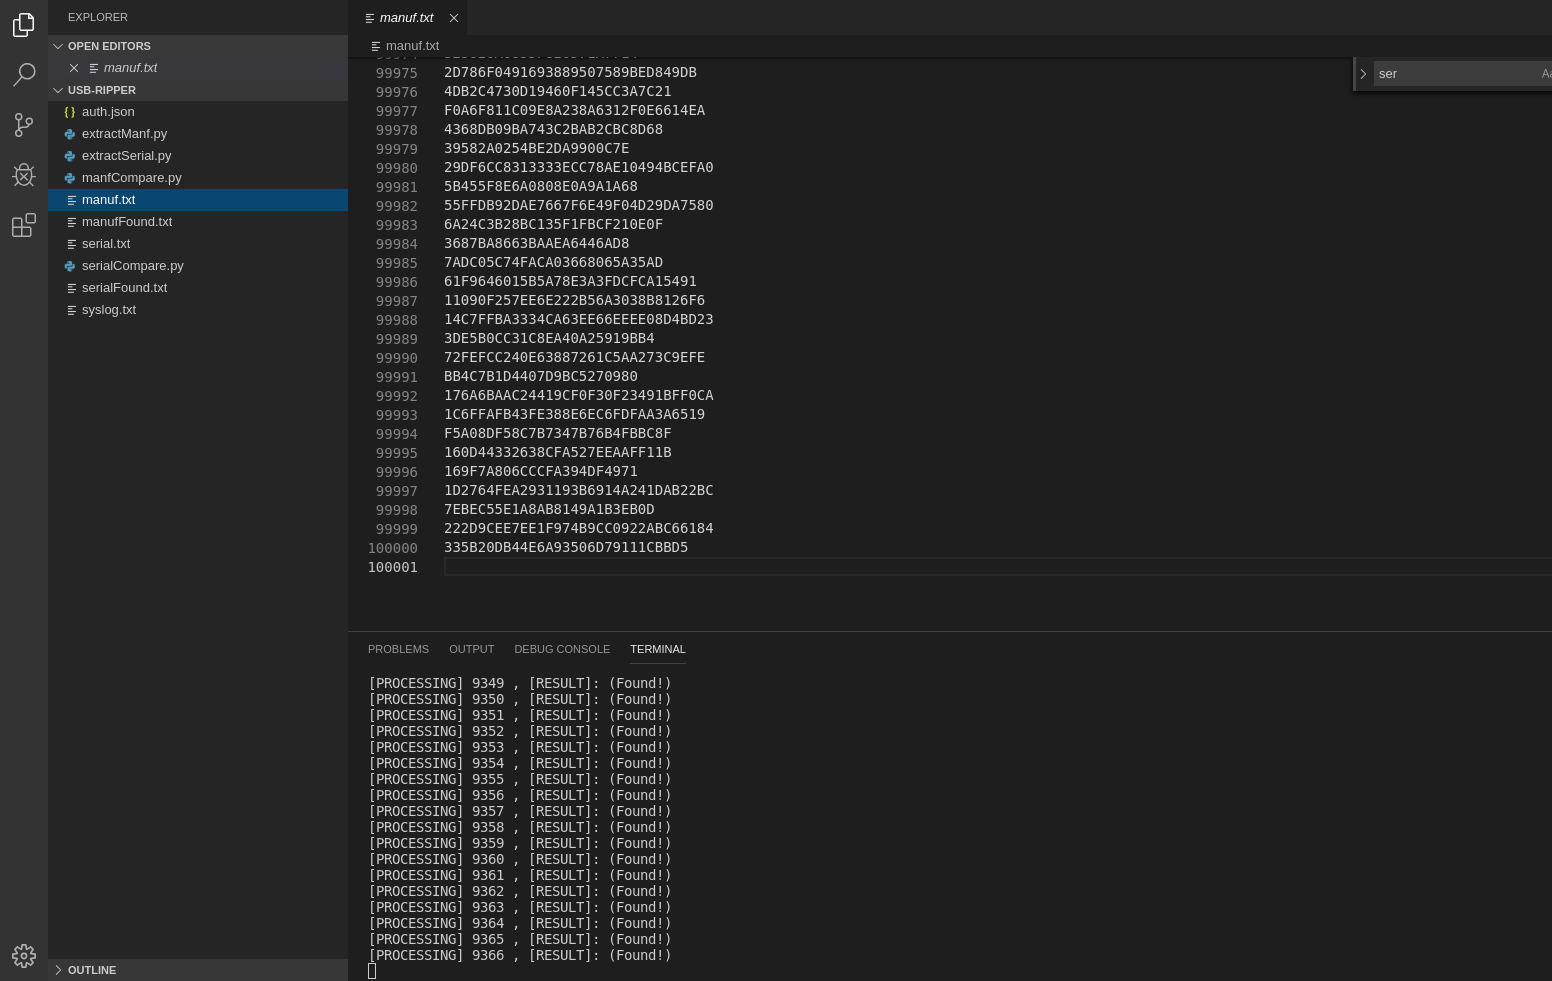 EXPLORER
OPEN EDITORS
manuf.txt
USB-RIPPER
auth.json
extractManf.py
extractSerial.py
manfCompare.py
manuf.txt
manufFound.txt
serial.txt
serialCompare.py
serialFound.txt
syslog.txt
OUTLINE
manuf.txt
manuf.txt
ser
99975 2D786F0491693889507589BED849DB
99976 4DB2C4730D19460F145CC3A7C21
99977 F0A6F811C09E8A238A6312F0E6614EA
99978 4368DB09BA743C2BAB2CBC8D68
99979 39582A0254BE2DA9900C7E
99980 29DF6CC8313333ECC78AE10494BCEFA0
99981 5B455F8E6A0808E0A9A1A68
99982 55FFDB92DAE7667F6E49F04D29DA7580
99983 6A24C3B28BC135F1FBCF210E0F
99984 3687BA8663BAAEA6446AD8
99985 7ADC05C74FACA03668065A35AD
99986 61F9646015B5A78E3A3FDCFCA15491
99987 11090F257EE6E222B56A3038B8126F6
99988 14C7FFBA3334CA63EE66EEEE08D4BD23
99989 3DE5B0CC31C8EA40A25919BB4
99990 72FEFCC240E63887261C5AA273C9EFE
99991 BB4C7B1D4407D9BC5270980
99992 176A6BAAC24419CF0F30F23491BFF0CA
99993 1C6FFAFB43FE388E6EC6FDFAA3A6519
99994 F5A08DF58C7B7347B76B4FBBC8F
99995 160D44332638CFA527EEAAFF11B
99996 169F7A806CCCFA394DF4971
99997 1D2764FEA2931193B6914A241DAB22BC
99998 7EBEC55E1A8AB8149A1B3EB0D
99999 222D9CEE7EE1F974B9CC0922ABC66184
100000 335B20DB44E6A93506D79111CBBD5
100001
PROBLEMS OUTPUT DEBUG CONSOLE TERMINAL
[PROCESSING] 9349 , [RESULT]: (Found!)
[PROCESSING] 9350 , [RESULT]: (Found!)
[PROCESSING] 9351 , [RESULT]: (Found!)
[PROCESSING] 9352 , [RESULT]: (Found!)
[PROCESSING] 9353 , [RESULT]: (Found!)
[PROCESSING] 9354 , [RESULT]: (Found!)
[PROCESSING] 9355 , [RESULT]: (Found!)
[PROCESSING] 9356 , [RESULT]: (Found!)
[PROCESSING] 9357 , [RESULT]: (Found!)
[PROCESSING] 9358 , [RESULT]: (Found!)
[PROCESSING] 9359 , [RESULT]: (Found!)
[PROCESSING] 9360 , [RESULT]: (Found!)
[PROCESSING] 9361 , [RESULT]: (Found!)
[PROCESSING] 9362 , [RESULT]: (Found!)
[PROCESSING] 9363 , [RESULT]: (Found!)
[PROCESSING] 9364 , [RESULT]: (Found!)
[PROCESSING] 9365 , [RESULT]: (Found!)
[PROCESSING] 9366 , [RESULT]: (Found!)